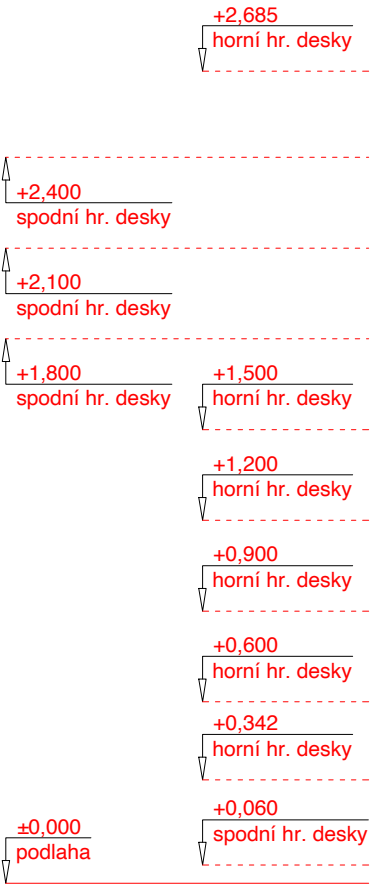 +2,685
horní hr. desky
+2,400
spodní hr. desky
+2,100
spodní hr. desky
+1,800
spodní hr. desky
+1,500
horní hr. desky
+1,200
horní hr. desky
+0,900
horní hr. desky
+0,600
horní hr. desky
+0,342
horní hr. desky
+0,060
spodní hr. desky
±0,000
podlaha